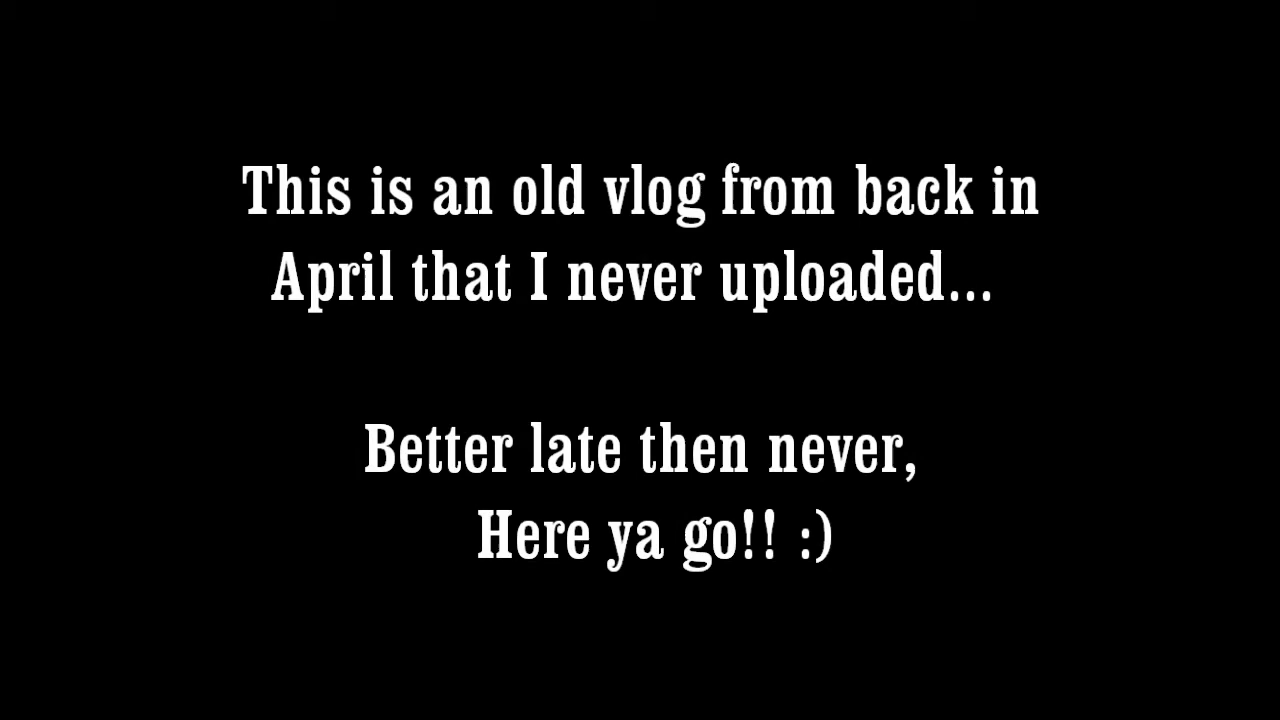 This is an old vlog from back in
April that I never uploaded...
Better late then never,
Here ya go!! :)